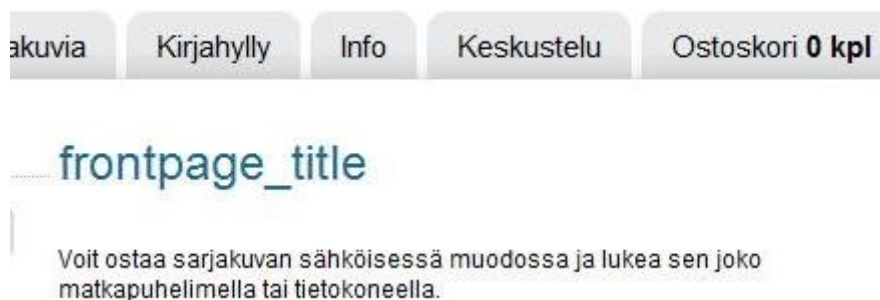 akuvia Kirjahylly Info Keskustelu Ostoskori 0 kpl
frontpage_title
Voit ostaa sarjakuvan sähköisessä muodossa ja lukea sen joko
matkapuhelimella tai tietokoneella.